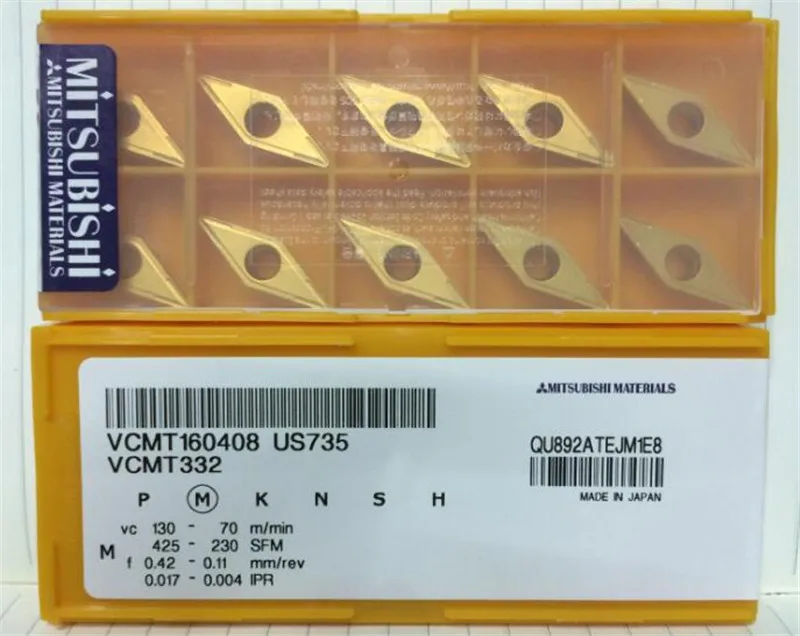 MITSUBISHI
MITSUBISHI MATERIALS
MITSUBISHI MATERIALS
VCMT160408 US735
VCMT332
QU892ATEJM1E8
MADE IN JAPAN
P M K N S H
M
vc 130 - 70 m/min
425 - 230 SFM
f 0.42 - 0.11 mm/rev
0.017 - 0.004 IPR